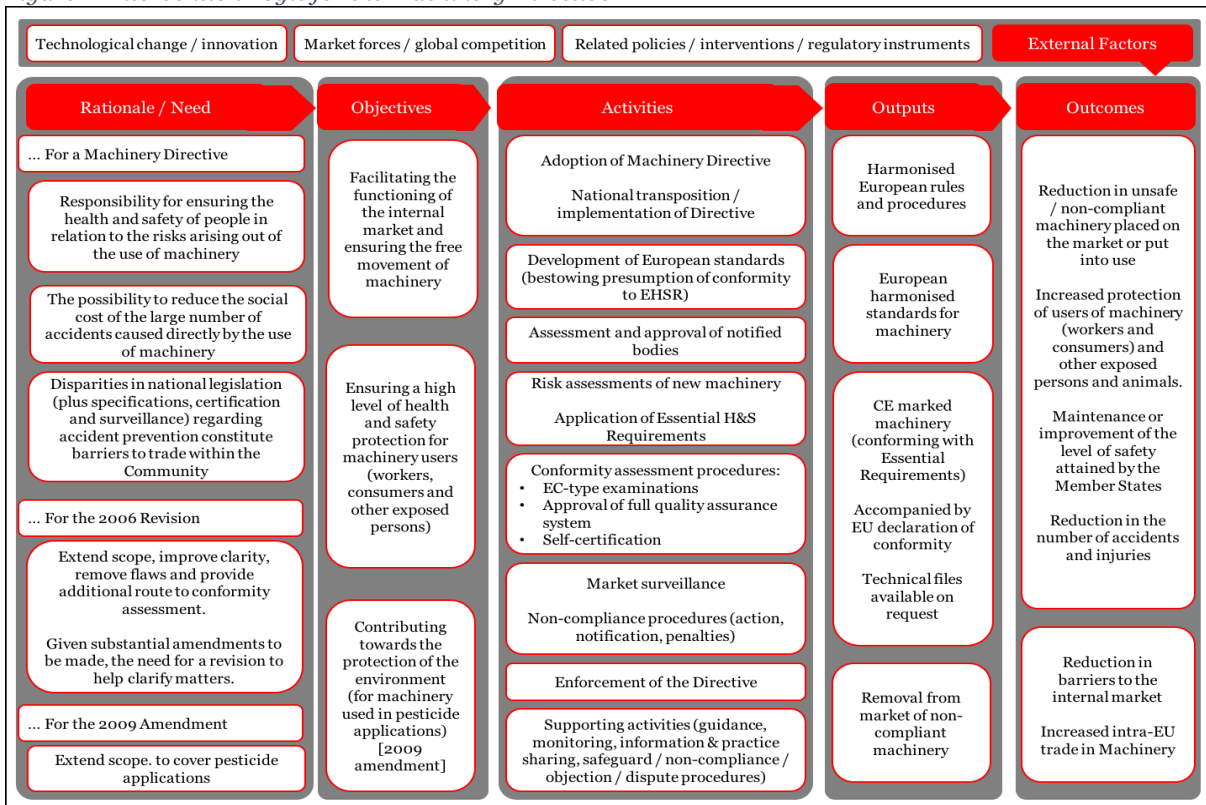 Technological change / innovation
Market forces / global competition
Related policies / interventions / regulatory instruments
External Factors
Rationale / Need
... For a Machinery Directive
Responsibility for ensuring the
health and safety of people in
relation to the risks arising out of
the use of machinery
The possibility to reduce the social
cost of the large number of
accidents caused directly by the use
of machinery
Disparities in national legislation
(plus specifications, certification
and surveillance) regarding
accident prevention constitute
barriers to trade within the
Community
... For the 2006 Revision
Extend scope, improve clarity,
remove flaws and provide
additional route to conformity
assessment.
Given substantial amendments to
be made, the need for a revision to
help clarify matters.
... For the 2009 Amendment
Extend scope. to cover pesticide
applications
Objectives
Facilitating the
functioning of
the internal
market and
ensuring the free
movement of
machinery
Ensuring a high
level of health
and safety
protection for
machinery users
(workers,
consumers and
other exposed
persons)
Contributing
towards the
protection of the
environment
(for machinery
used in pesticide
applications)
[2009
amendment]
Activities
Adoption of Machinery Directive
National transposition /
implementation of Directive
Development of European standards
(bestowing presumption of conformity
to EHSR)
Assessment and approval of notified
bodies
Risk assessments of new machinery
Application of Essential H&S
Requirements
Conformity assessment procedures:
• EC-type examinations
• Approval of full quality assurance
system
• Self-certification
Market surveillance
Non-compliance procedures (action,
notification, penalties)
Enforcement of the Directive
Supporting activities (guidance,
monitoring, information & practice
sharing, safeguard / non-compliance /
objection / dispute procedures)
Outputs
Harmonised
European rules
and procedures
European
harmonised
standards for
machinery
CE marked
machinery
(conforming with
Essential
Requirements)
Accompanied by
EU declaration of
conformity
Technical files
available on
request
Removal from
market of non-
compliant
machinery
Outcomes
Reduction in unsafe
/ non-compliant
machinery placed on
the market or put
into use
Increased protection
of users of machinery
(workers and
consumers) and
other exposed
persons and animals.
Maintenance or
improvement of the
level of safety
attained by the
Member States
Reduction in the
number of accidents
and injuries
Reduction in
barriers to the
internal market
Increased intra-EU
trade in Machinery